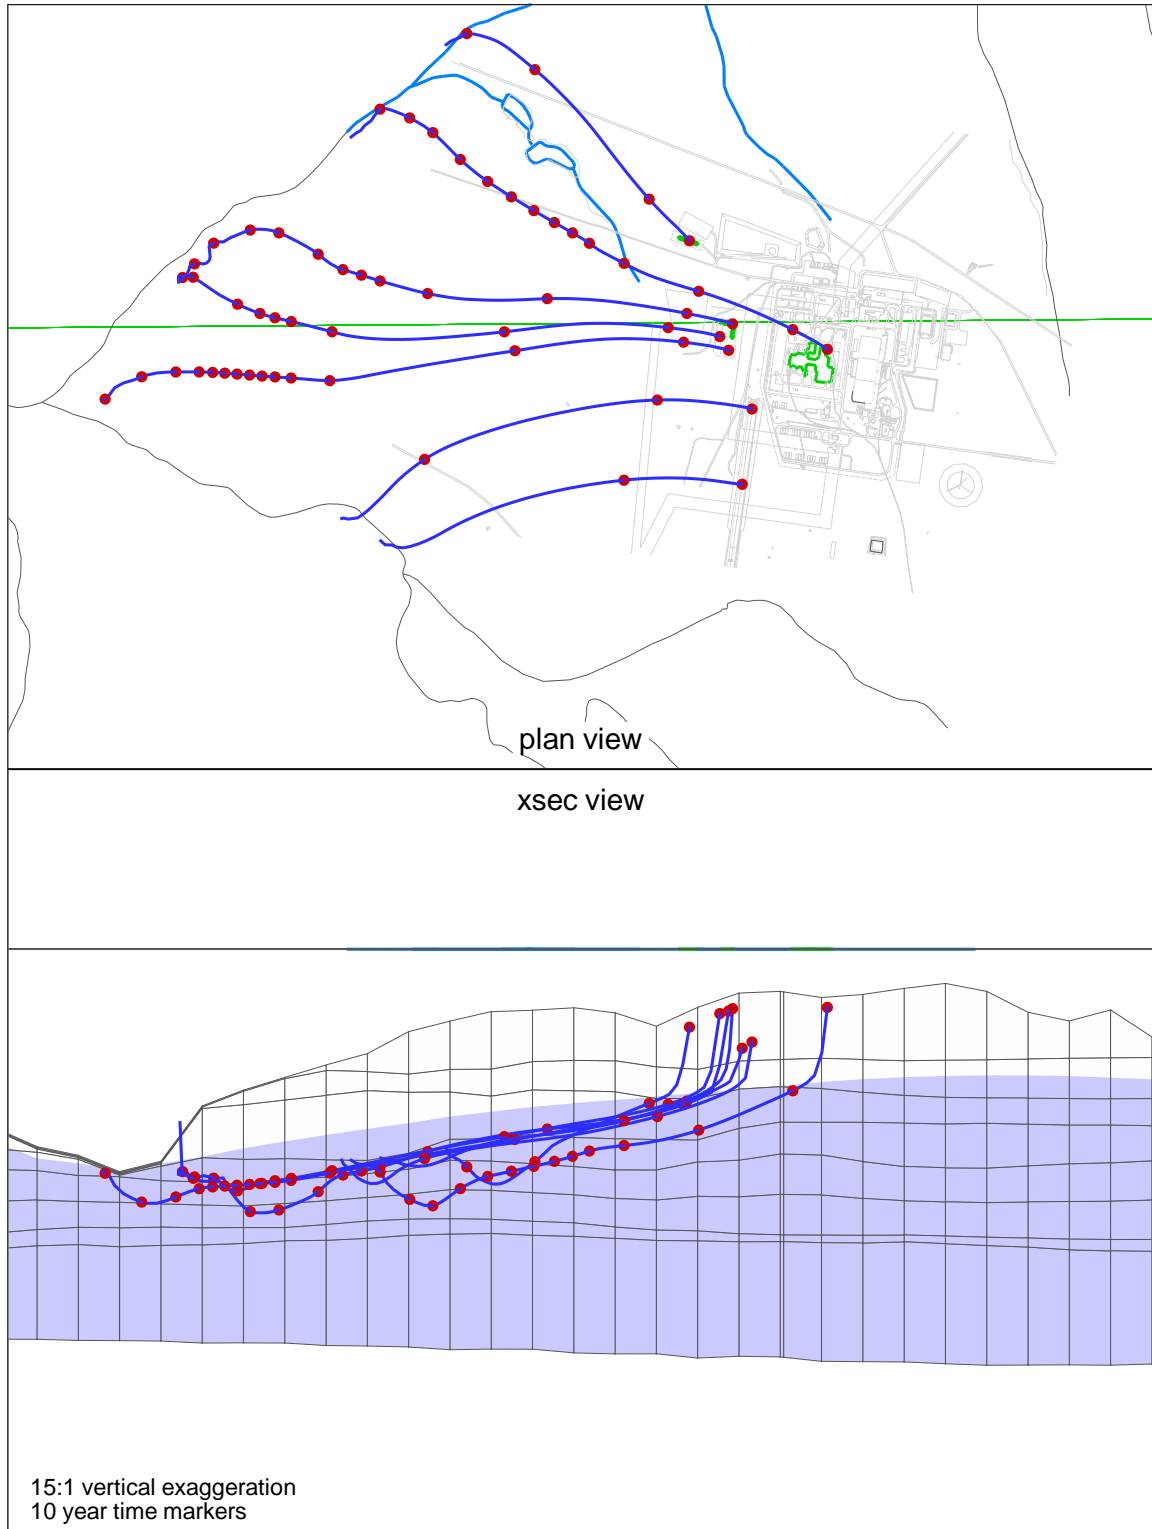 plan view
xsec view
15:1 vertical exaggeration
10 year time markers